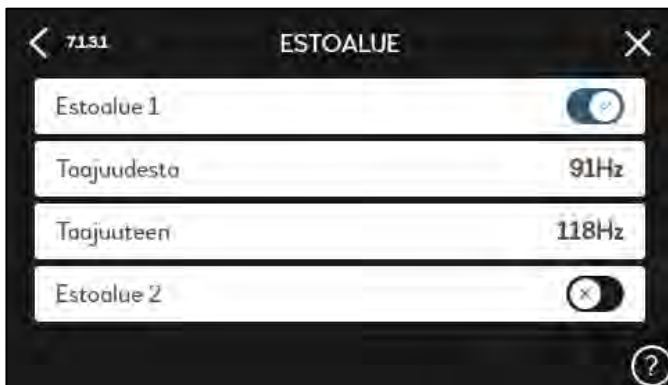 7.1.3.1 ESTOALUE
Estoalue 1
Taajuudesta 91Hz
Taajuuteen 118Hz
Estoalue 2
?